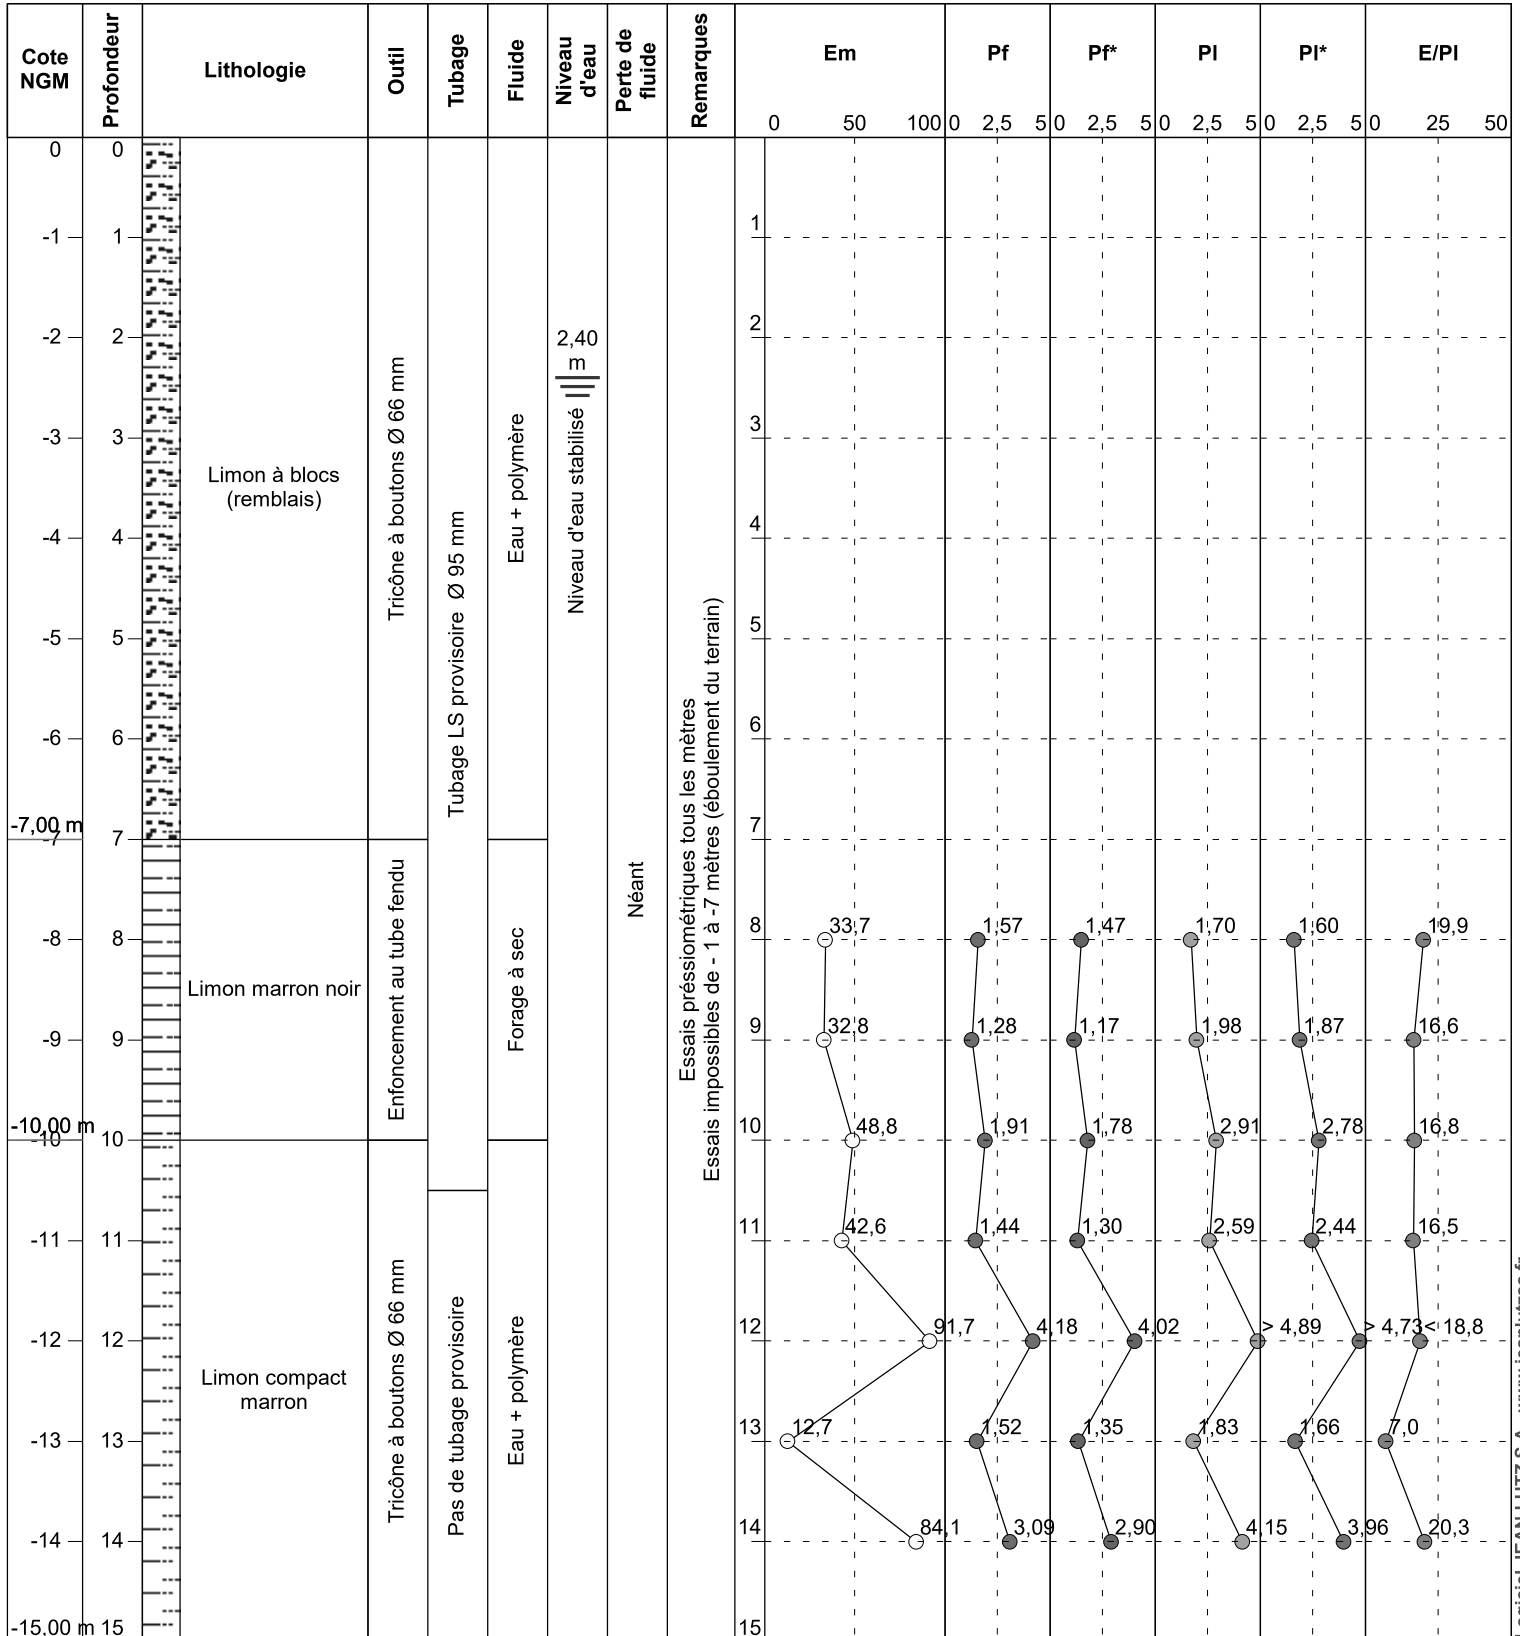 Cote NGM
Profondeur
Lithologie
Outil
Tubage
Fluide
Niveau d'eau
Perte de fluide
Remarques
Em
Pf
Pf*
Pl
Pl*
E/Pl
0 50 100 0 2,5 5 0 2,5 5 0 2,5 5 0 2,5 5 0 25 50
0 0
-1 1 1
-2 2 2
2,40 m
Niveau d'eau stabilisé
-3 3 3
Limon à blocs
(remblais)
Tricône à boutons Ø 66 mm
Tubage LS provisoire Ø 95 mm
Eau + polymère
-4 4 4
-5 5 5
-6 6 6
-7,00 m
-7 7 7
Néant
Essais préssiométriques tous les mètres
Essais impossibles de - 1 à -7 mètres (éboulement du terrain)
-8 8 8 33,7 1,57 1,47 1,70 1,60 19,9
Limon marron noir
Enfoncement au tube fendu
Forage à sec
-9 9 9 32,8 1,28 1,17 1,98 1,87 16,6
-10,00 m
-10 10 10 48,8 1,91 1,78 2,91 2,78 16,8
-11 11 11 42,6 1,44 1,30 2,59 2,44 16,5
-12 12 12 91,7 4,18 4,02 > 4,89 > 4,73 < 18,8
Limon compact
marron
Tricône à boutons Ø 66 mm
Pas de tubage provisoire
Eau + polymère
-13 13 13 12,7 1,52 1,35 1,83 1,66 7,0
-14 14 14 84,1 3,09 2,90 4,15 3,96 20,3
-15,00 m 15 15